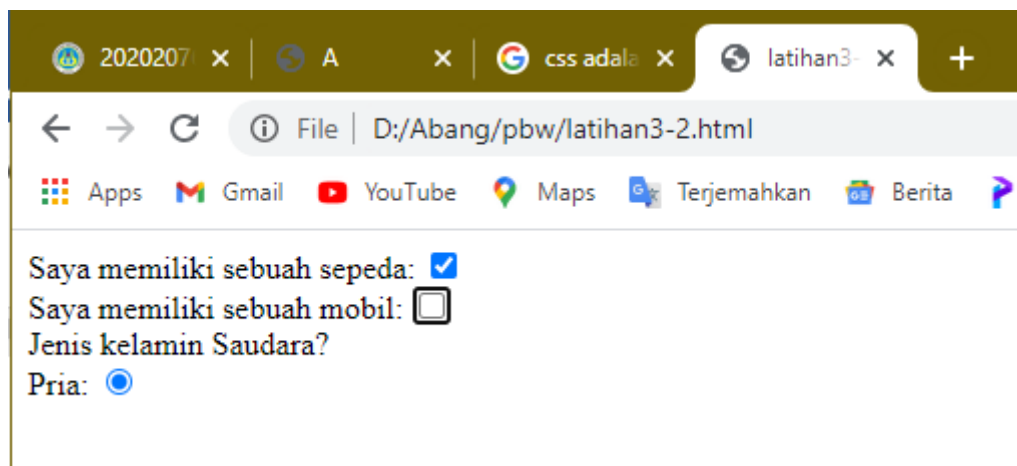 2020207 A css adala latihan3-
File D:/Abang/pbw/latihan3-2.html
Apps Gmail YouTube Maps Terjemahkan Berita
Saya memiliki sebuah sepeda:
Saya memiliki sebuah mobil:
Jenis kelamin Saudara?
Pria: